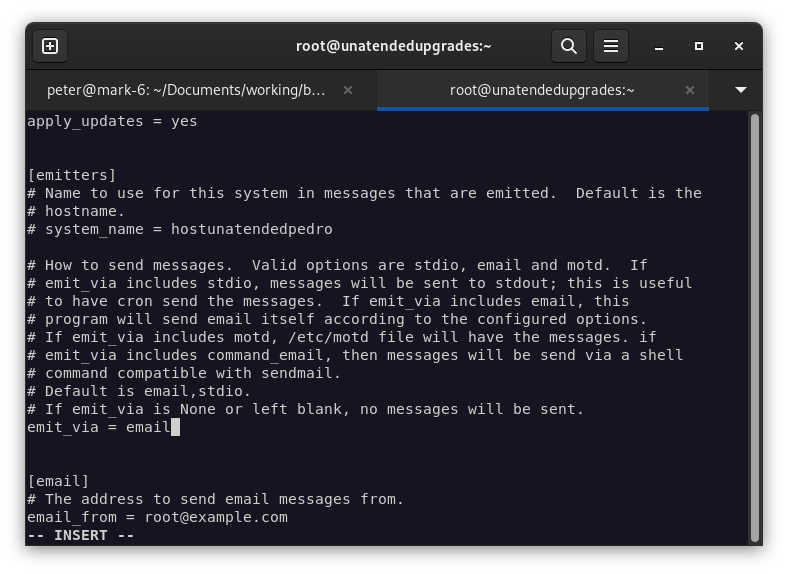 root@unatendedupgrades:~
peter@mark-6: ~/Documents/working/b...
root@unatendedupgrades:~
apply_updates = yes
[emitters]
# Name to use for this system in messages that are emitted.  Default is the
# hostname.
# system_name = hostunatendedpedro
# How to send messages.  Valid options are stdio, email and motd.  If
# emit_via includes stdio, messages will be sent to stdout; this is useful
# to have cron send the messages.  If emit_via includes email, this
# program will send email itself according to the configured options.
# If emit_via includes motd, /etc/motd file will have the messages. if
# emit_via includes command_email, then messages will be send via a shell
# command compatible with sendmail.
# Default is email,stdio.
# If emit_via is None or left blank, no messages will be sent.
emit_via = email
[email]
# The address to send email messages from.
email_from = root@example.com
-- INSERT --